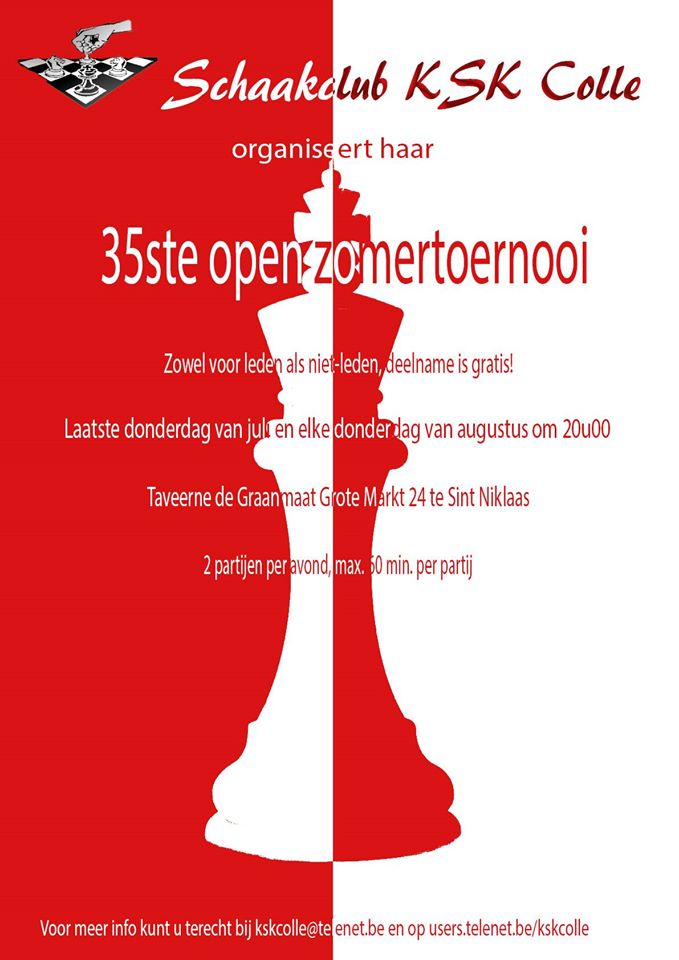 Schaakclub KSK Colle
organiseert haar
35ste open zomertoernooi
Zowel voor leden als niet-leden, deelname is gratis!
Laatste donderdag van juli en elke donderdag van augustus om 20u00
Taveerne de Graanmaat Grote Markt 24 te Sint Niklaas
2 partijen per avond, max. 60 min. per partij
Voor meer info kunt u terecht bij kskcolle@telenet.be en op users.telenet.be/kskcolle